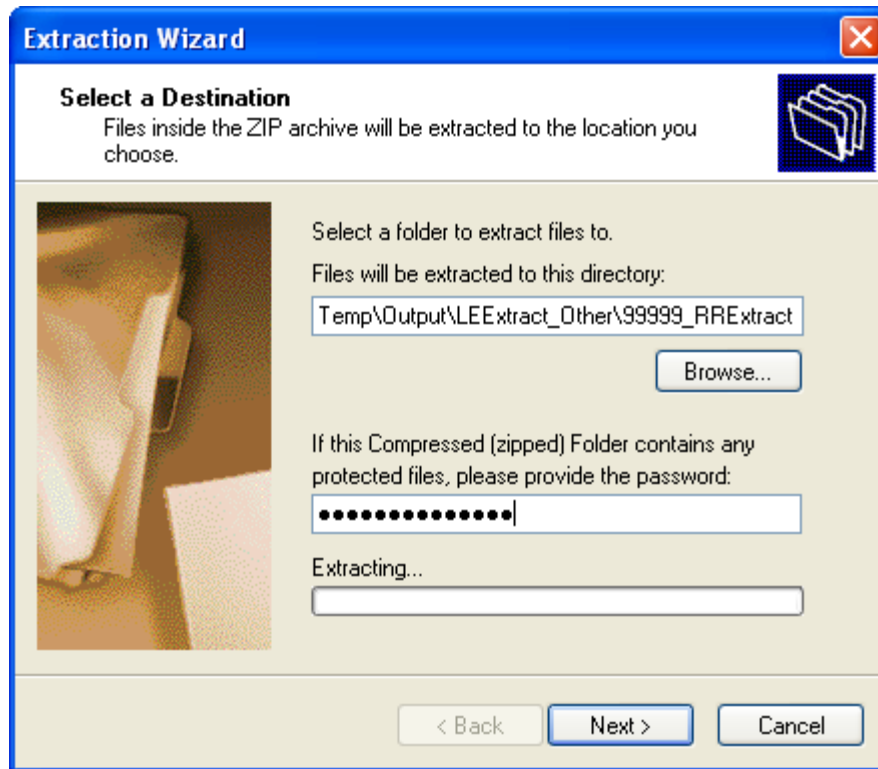 Extraction Wizard
Select a Destination
Files inside the ZIP archive will be extracted to the location you
choose.
Select a folder to extract files to.
Files will be extracted to this directory:
Temp\Output\LEExtract_Other\99999_RRExtract
Browse...
If this Compressed (zipped) Folder contains any
protected files, please provide the password:
●●●●●●●●●●●●●●
Extracting...
< Back Next > Cancel